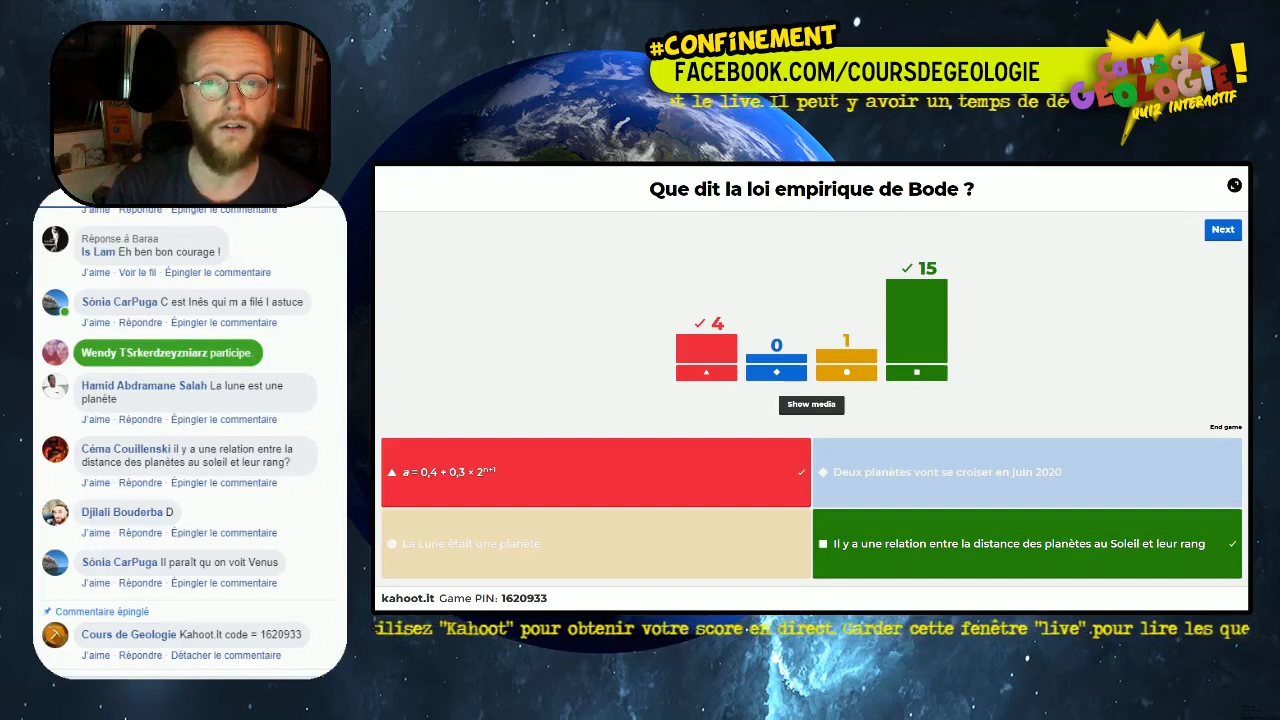 #CONFINEMENT
FACEBOOK.COM/COURSDEGEOLOGIE
Cours de
GEOLOGIE!
QUIZ INTERACTIF
et le live. Il peut y avoir un temps de dé
Que dit la loi empirique de Bode ?
Next
4
0
1
15
Show media
End game
a = 0,4 + 0,3 × 2ⁿ⁺¹
Deux planètes vont se croiser en juin 2020
La Lune était une planète
Il y a une relation entre la distance des planètes au Soleil et leur rang
kahoot.it Game PIN: 1620933
ilisez "Kahoot" pour obtenir votre score en direct. Garder cette fenêtre "live" pour lire les que
J'aime · Répondre · Épingler le commentaire
Réponse à Baraa
Is Lam Eh ben bon courage !
J'aime · Voir le fil · Épingler le commentaire
Sónia CarPuga C est Inês qui m a filé l astuce
J'aime · Répondre · Épingler le commentaire
Wendy TSrkerdzeyzniarz participe.
Hamid Abdramane Salah La lune est une
planéte
J'aime · Répondre · Épingler le commentaire
Céma Couillenski il y a une relation entre la
distance des planètes au soleil et leur rang?
J'aime · Répondre · Épingler le commentaire
Djilali Bouderba D
J'aime · Répondre · Épingler le commentaire
Sónia CarPuga Il paraît qu on voit Venus
J'aime · Répondre · Épingler le commentaire
Commentaire épinglé
Cours de Geologie Kahoot.it code = 1620933
J'aime · Répondre · Détacher le commentaire